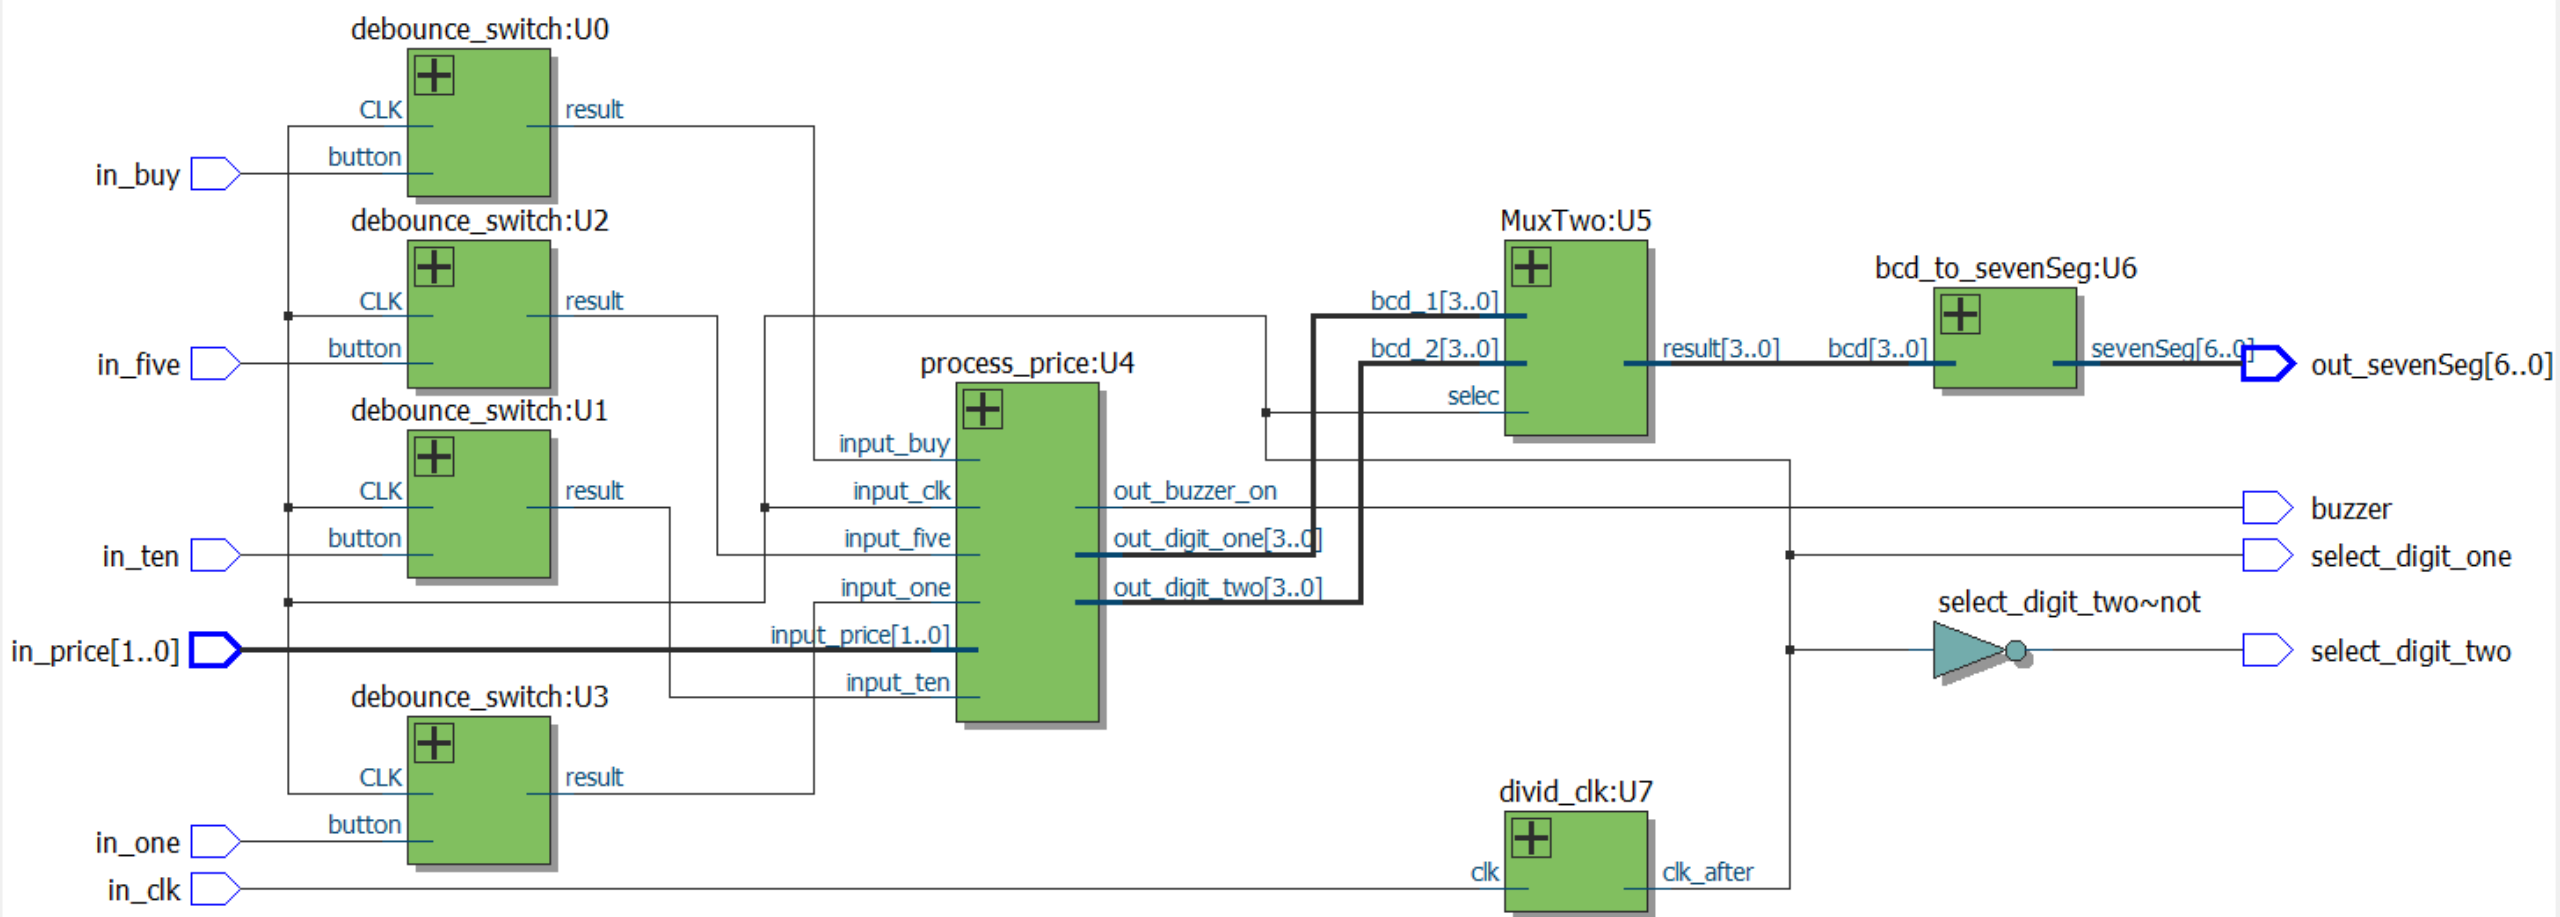 debounce_switch:U0
CLK
result
button
in_buy
debounce_switch:U2
CLK
result
button
in_five
debounce_switch:U1
CLK
result
button
in_ten
in_price[1..0]
debounce_switch:U3
CLK
result
button
in_one
in_clk
process_price:U4
input_buy
input_clk
input_five
input_one
input_price[1..0]
input_ten
out_buzzer_on
out_digit_one[3..0]
out_digit_two[3..0]
MuxTwo:U5
bcd_1[3..0]
bcd_2[3..0]
selec
result[3..0]
bcd_to_sevenSeg:U6
bcd[3..0]
sevenSeg[6..0]
out_sevenSeg[6..0]
buzzer
select_digit_one
select_digit_two~not
select_digit_two
divid_clk:U7
clk
clk_after